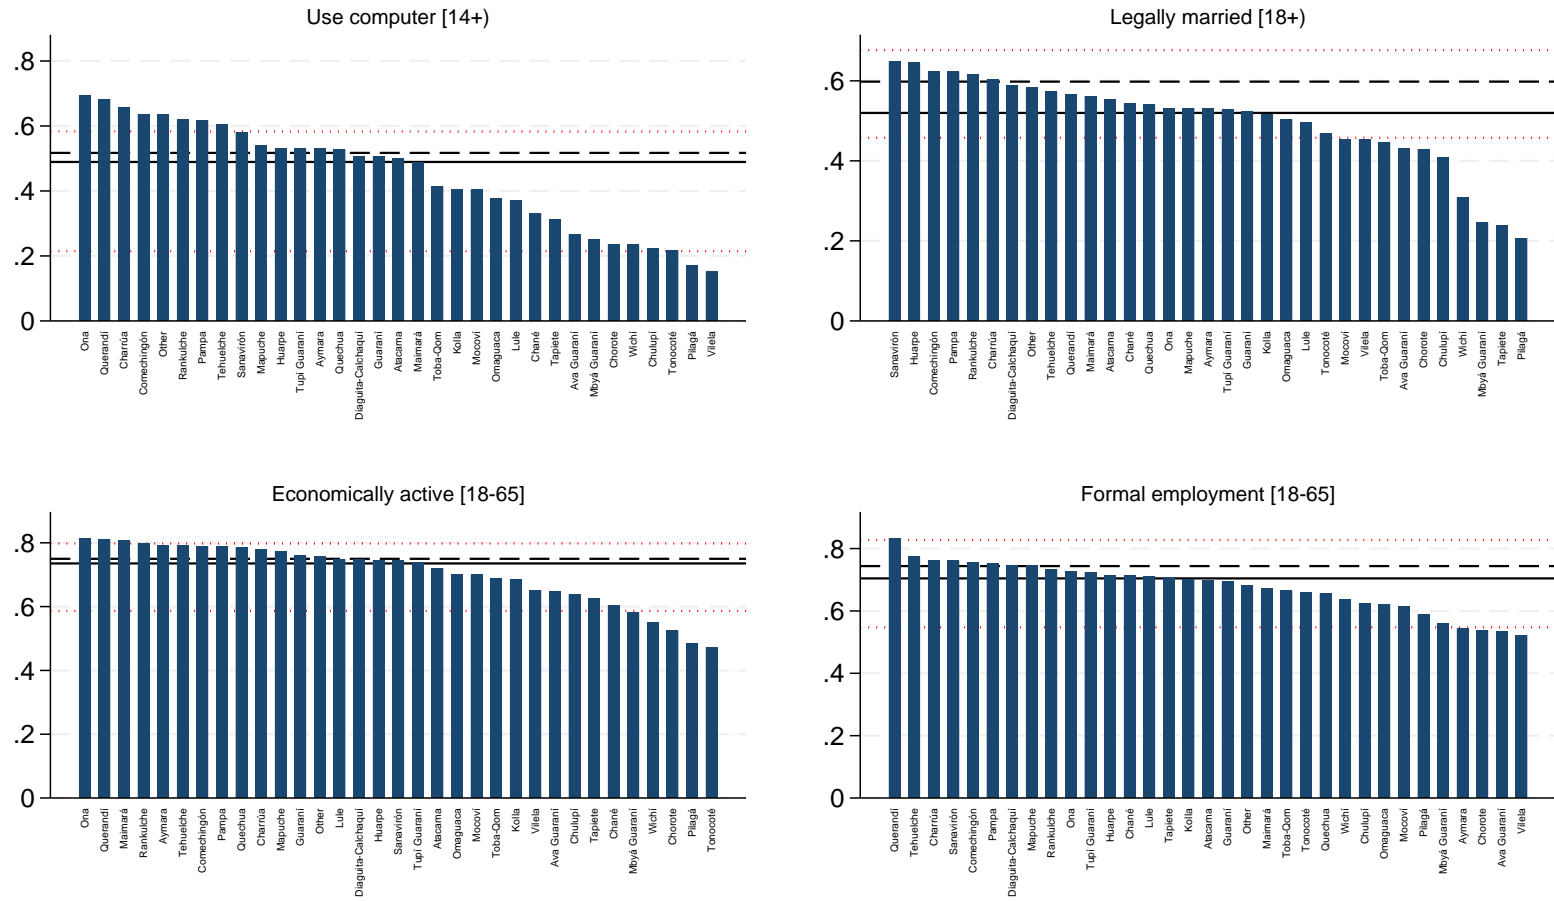 Use computer [14+)
.8
.6
.4
.2
0
Ona
Querandí
Charrúa
Comechingón
Other
Rankulche
Pampa
Tehuelche
Sanavirón
Mapuche
Huarpe
Tupí Guaraní
Aymara
Quechua
Diaguita-Calchaquí
Guaraní
Atacama
Maimará
Toba-Qom
Kolla
Mocoví
Omaguaca
Lule
Chané
Tapiete
Ava Guaraní
Mbyá Guaraní
Chorote
Wichí
Chulupí
Tonocoté
Pilagá
Vilela
Legally married [18+)
.6
.4
.2
0
Sanavirón
Huarpe
Comechingón
Pampa
Rankulche
Charrúa
Diaguita-Calchaquí
Other
Tehuelche
Querandí
Maimará
Atacama
Chané
Quechua
Ona
Mapuche
Aymara
Tupí Guaraní
Guaraní
Kolla
Omaguaca
Lule
Tonocoté
Mocoví
Vilela
Toba-Qom
Ava Guaraní
Chorote
Chulupí
Wichí
Mbyá Guaraní
Tapiete
Pilagá
Economically active [18-65]
.8
.6
.4
.2
0
Ona
Querandí
Maimará
Rankulche
Aymara
Tehuelche
Comechingón
Pampa
Quechua
Charrúa
Mapuche
Guaraní
Other
Lule
Diaguita-Calchaquí
Huarpe
Sanavirón
Tupí Guaraní
Atacama
Omaguaca
Mocoví
Toba-Qom
Kolla
Vilela
Ava Guaraní
Chulupí
Tapiete
Chané
Mbyá Guaraní
Wichí
Chorote
Pilagá
Tonocoté
Formal employment [18-65]
.8
.6
.4
.2
0
Querandí
Tehuelche
Charrúa
Sanavirón
Comechingón
Pampa
Diaguita-Calchaquí
Mapuche
Rankulche
Ona
Tupí Guaraní
Huarpe
Chané
Lule
Tapiete
Kolla
Atacama
Guaraní
Other
Maimará
Toba-Qom
Tonocoté
Quechua
Wichí
Chulupí
Omaguaca
Mocoví
Pilagá
Mbyá Guaraní
Aymara
Chorote
Ava Guaraní
Vilela